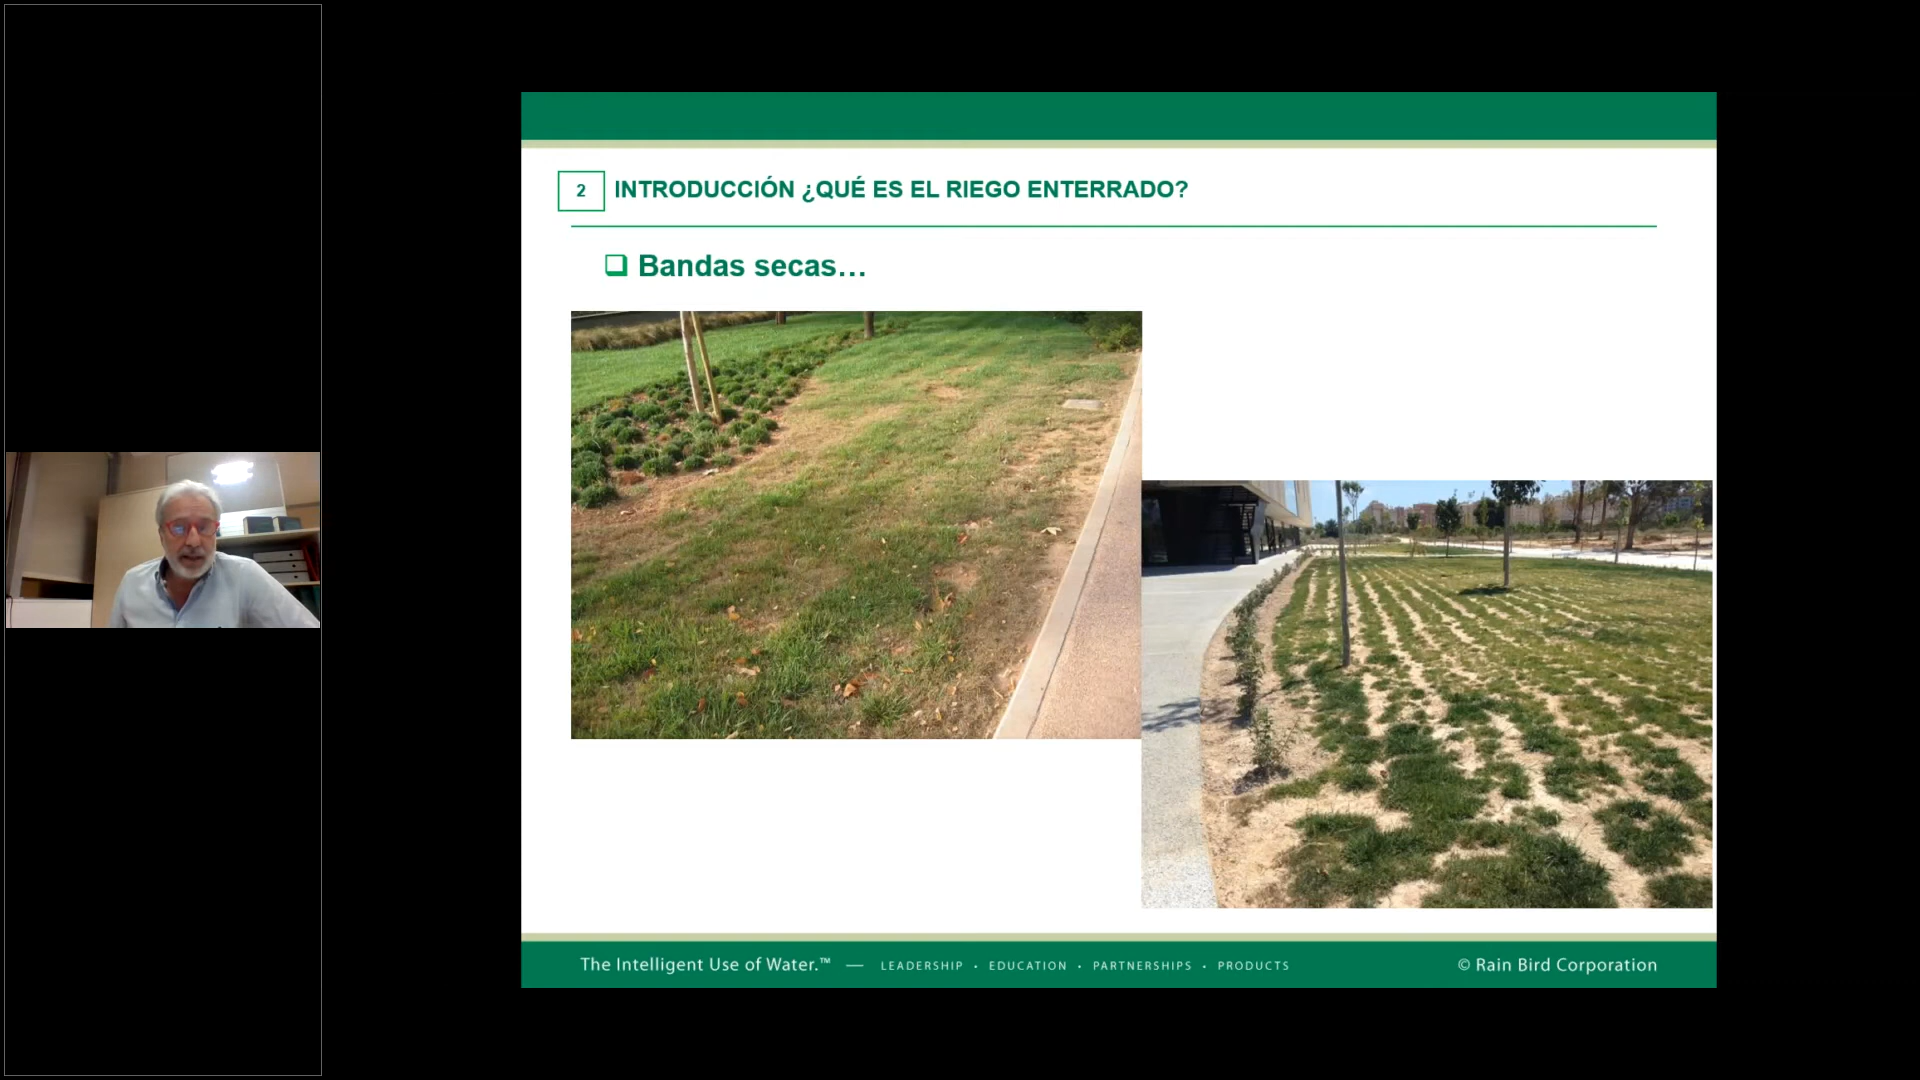 2
INTRODUCCIÓN ¿QUÉ ES EL RIEGO ENTERRADO?
❑ Bandas secas…
The Intelligent Use of Water.™ — LEADERSHIP • EDUCATION • PARTNERSHIPS • PRODUCTS
© Rain Bird Corporation